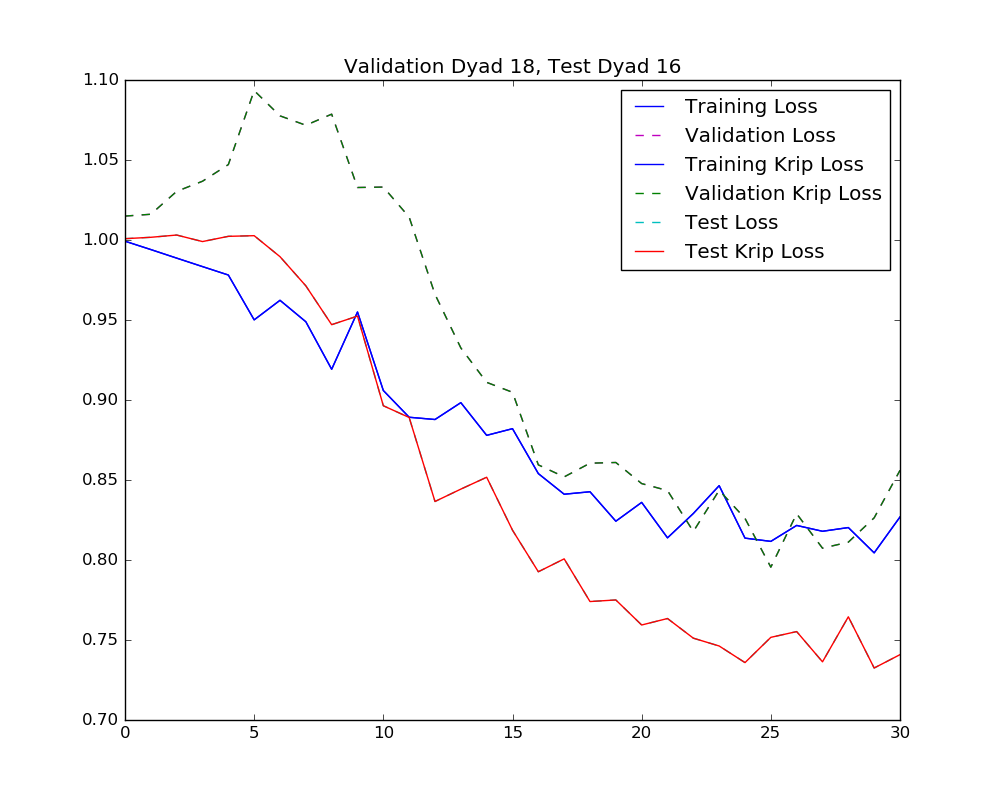 Validation Dyad 18, Test Dyad 16
1.10
1.05
1.00
0.95
0.90
0.85
0.80
0.75
0.70
0 5 10 15 20 25 30
Training Loss
Validation Loss
Training Krip Loss
Validation Krip Loss
Test Loss
Test Krip Loss